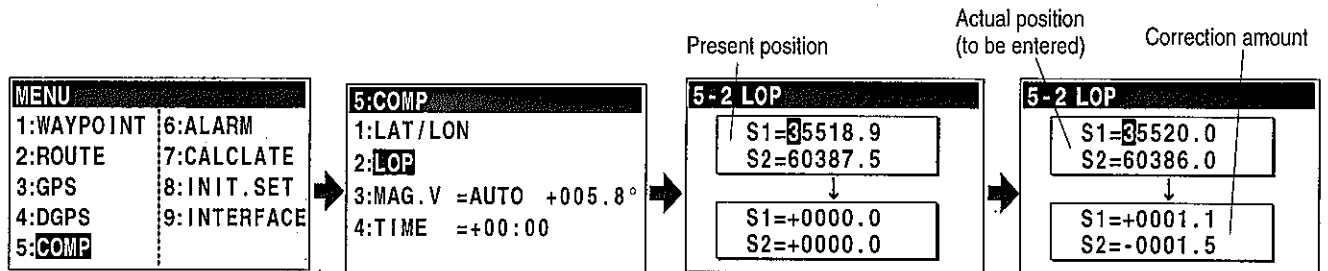 Present position
Actual position
(to be entered)
Correction amount
MENU
1:WAYPOINT 6:ALARM
2:ROUTE 7:CALCLATE
3:GPS 8:INIT.SET
4:DGPS 9:INTERFACE
5:COMP
5:COMP
1:LAT/LON
2:LOP
3:MAG.V =AUTO +005.8°
4:TIME =+00:00
5-2 LOP
S1=35518.9
S2=60387.5
↓
S1=+0000.0
S2=+0000.0
5-2 LOP
S1=35520.0
S2=60386.0
↓
S1=+0001.1
S2=-0001.5